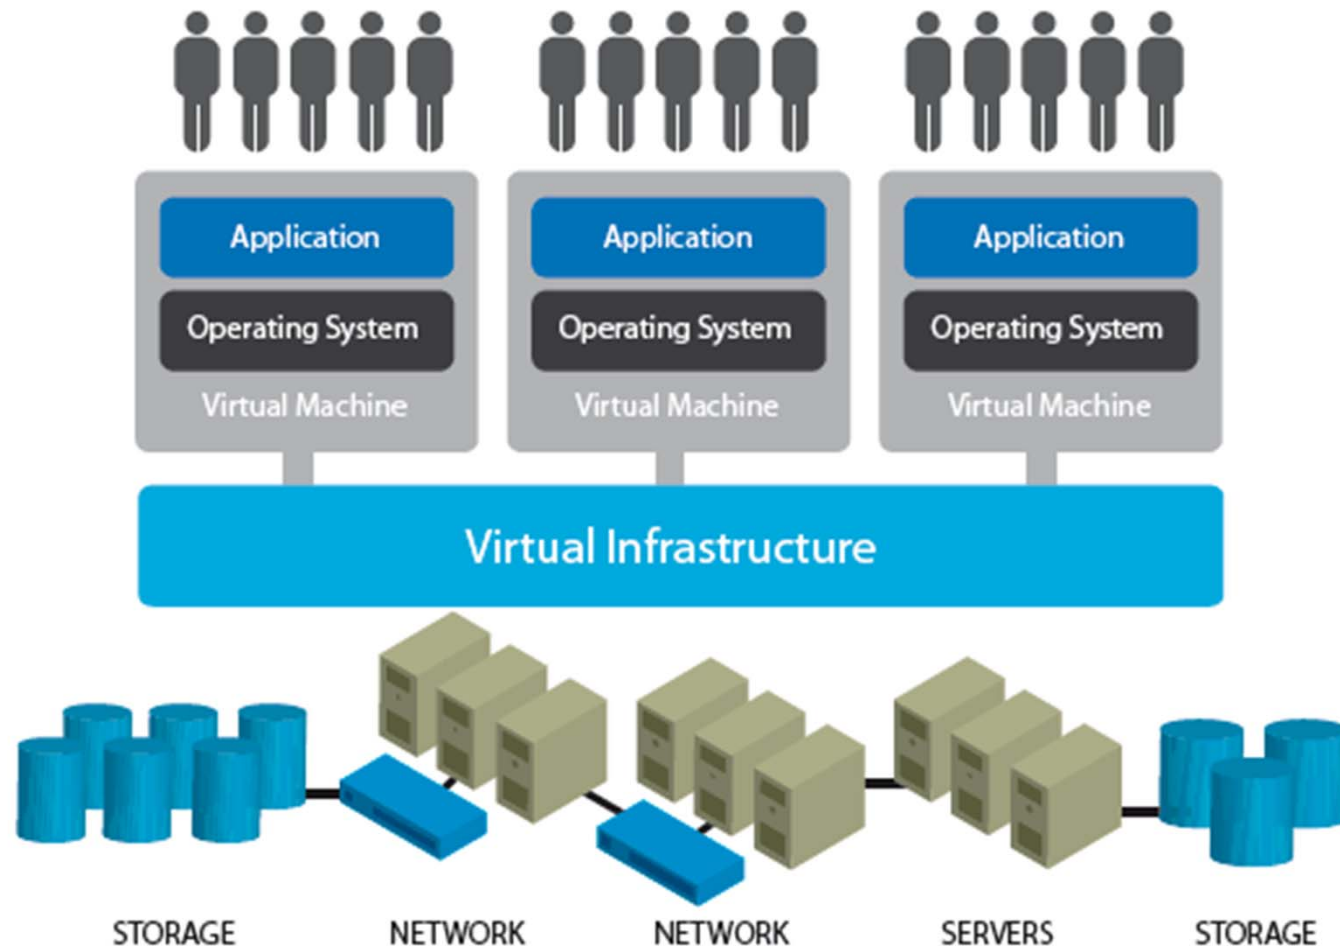 Application
Application
Application
Operating System
Operating System
Operating System
Virtual Machine
Virtual Machine
Virtual Machine
Virtual Infrastructure
STORAGE
NETWORK
NETWORK
SERVERS
STORAGE